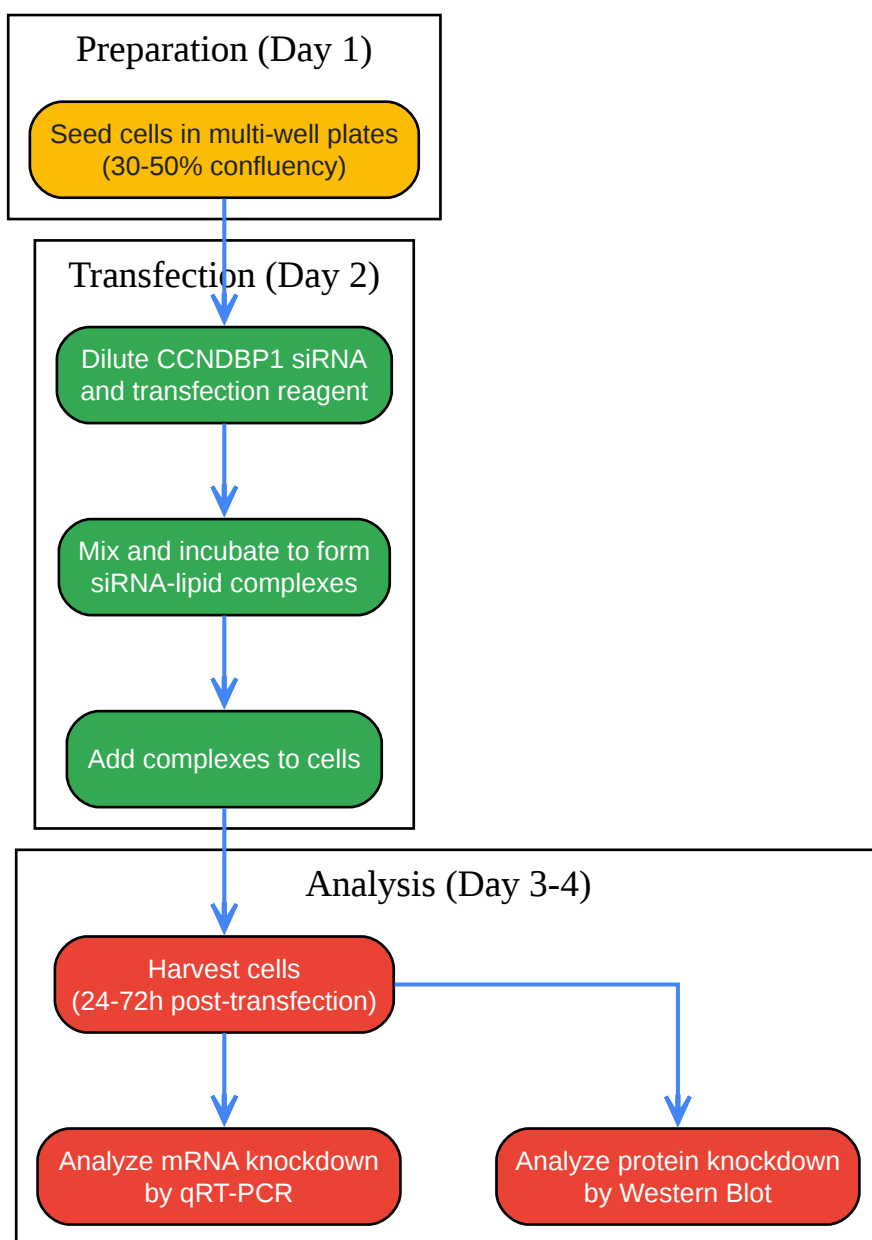 Preparation (Day 1)
Seed cells in multi-well plates
(30-50% confluency)
Transfection (Day 2)
Dilute CCNDBP1 siRNA
and transfection reagent
Mix and incubate to form
siRNA-lipid complexes
Add complexes to cells
Analysis (Day 3-4)
Harvest cells
(24-72h post-transfection)
Analyze mRNA knockdown
by qRT-PCR
Analyze protein knockdown
by Western Blot